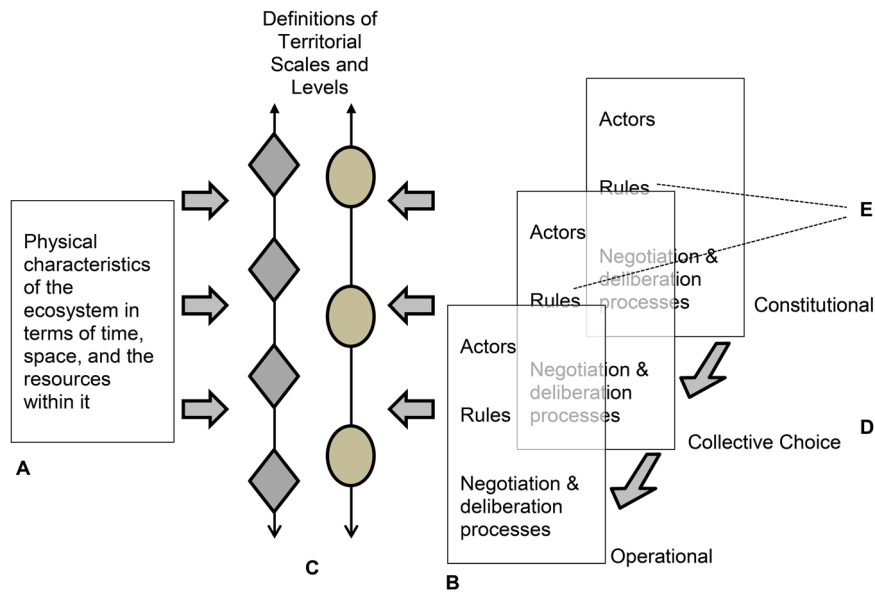 Definitions of
Territorial
Scales and
Levels
Physical
characteristics
of the
ecosystem in
terms of time,
space, and the
resources
within it
A
C
Actors
Rules
Negotiation &
deliberation
processes
Constitutional
E
Actors
Rules
Negotiation &
deliberation
processes
Collective Choice
D
Actors
Rules
Negotiation &
deliberation
processes
Operational
B